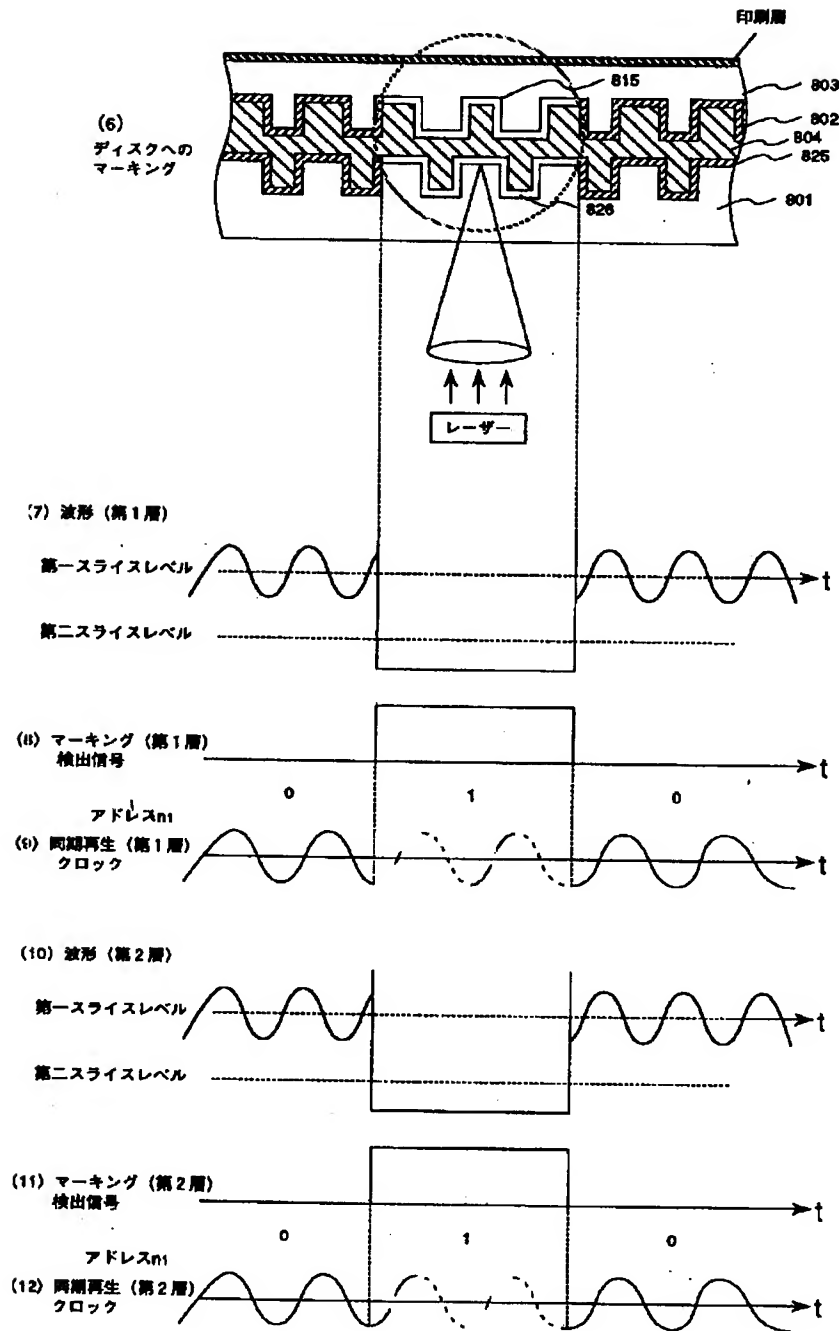 印刷層
815
803
802
804
825
801
826
(6)
ディスクへの
マーキング
レーザー
(7) 波形 (第1層)
第一スライスレベル
t
第二スライスレベル
(8) マーキング (第1層)
検出信号
t
0
1
0
アドレスn1
(9) 同期再生 (第1層)
クロック
t
(10) 波形 (第2層)
第一スライスレベル
t
第二スライスレベル
(11) マーキング (第2層)
検出信号
t
0
1
0
アドレスn1
(12) 同期再生 (第2層)
クロック
t